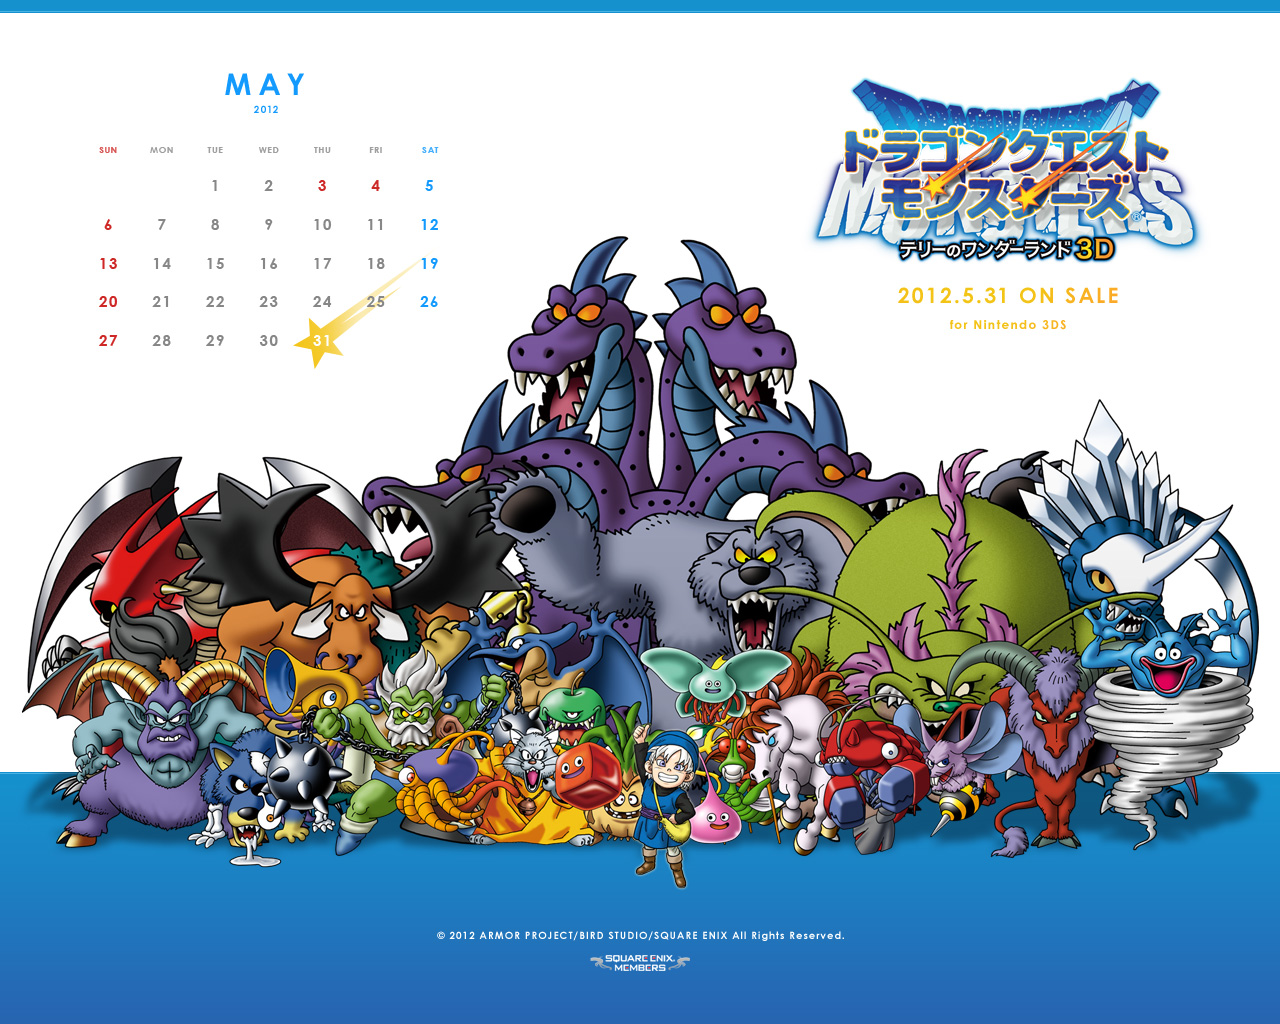 MAY
2012
SUN MON TUE WED THU FRI SAT
1 2 3 4 5
6 7 8 9 10 11 12
13 14 15 16 17 18 19
20 21 22 23 24 25 26
27 28 29 30 31
DRAGON QUEST
ドラゴンクエスト
MONSTERS
モンスターズ®
テリーのワンダーランド3D
2012.5.31 ON SALE
for Nintendo 3DS
© 2012 ARMOR PROJECT/BIRD STUDIO/SQUARE ENIX All Rights Reserved.
SQUARE ENIX
MEMBERS